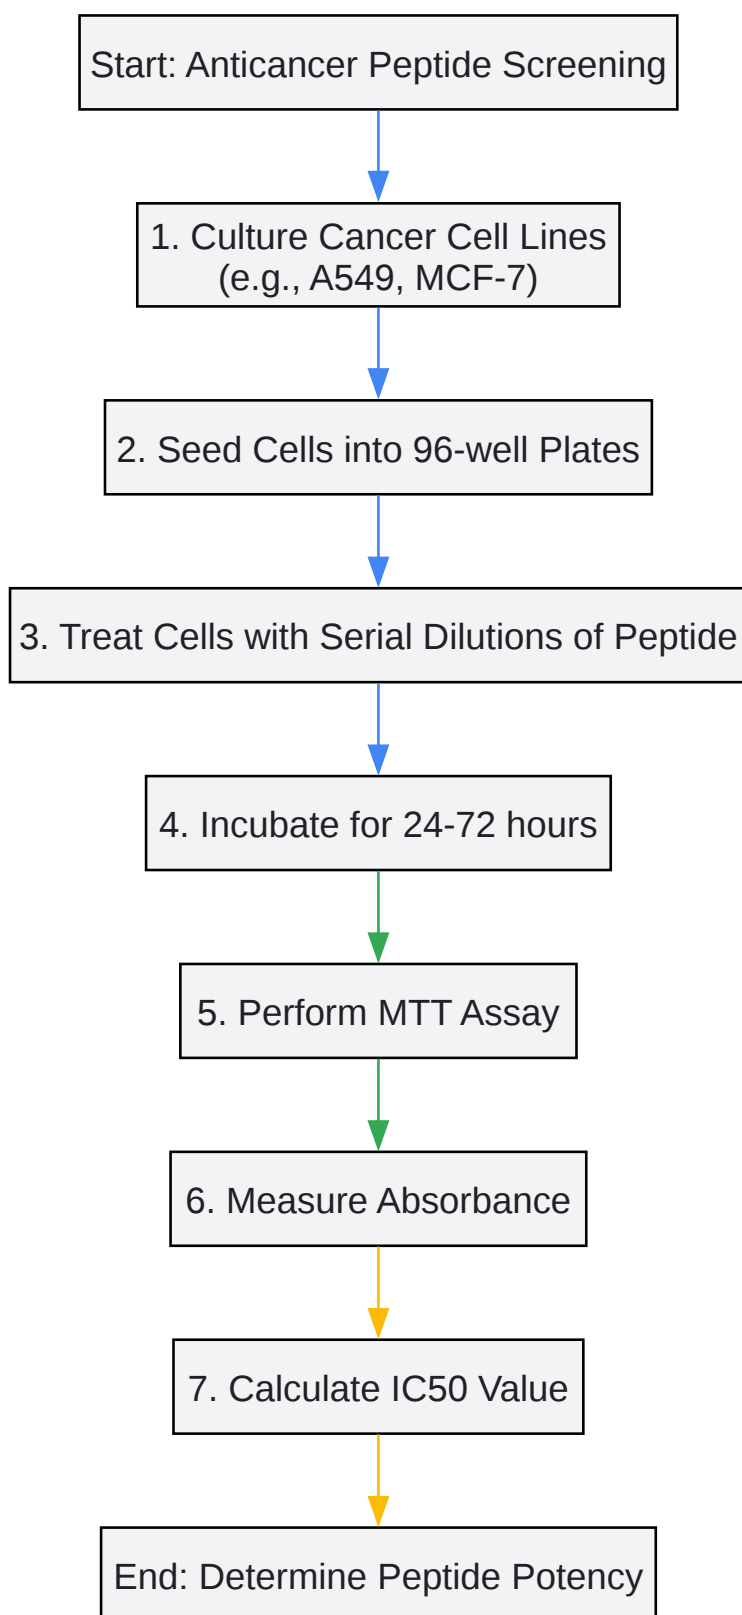 Start: Anticancer Peptide Screening
1. Culture Cancer Cell Lines
(e.g., A549, MCF-7)
2. Seed Cells into 96-well Plates
3. Treat Cells with Serial Dilutions of Peptide
4. Incubate for 24-72 hours
5. Perform MTT Assay
6. Measure Absorbance
7. Calculate IC50 Value
End: Determine Peptide Potency